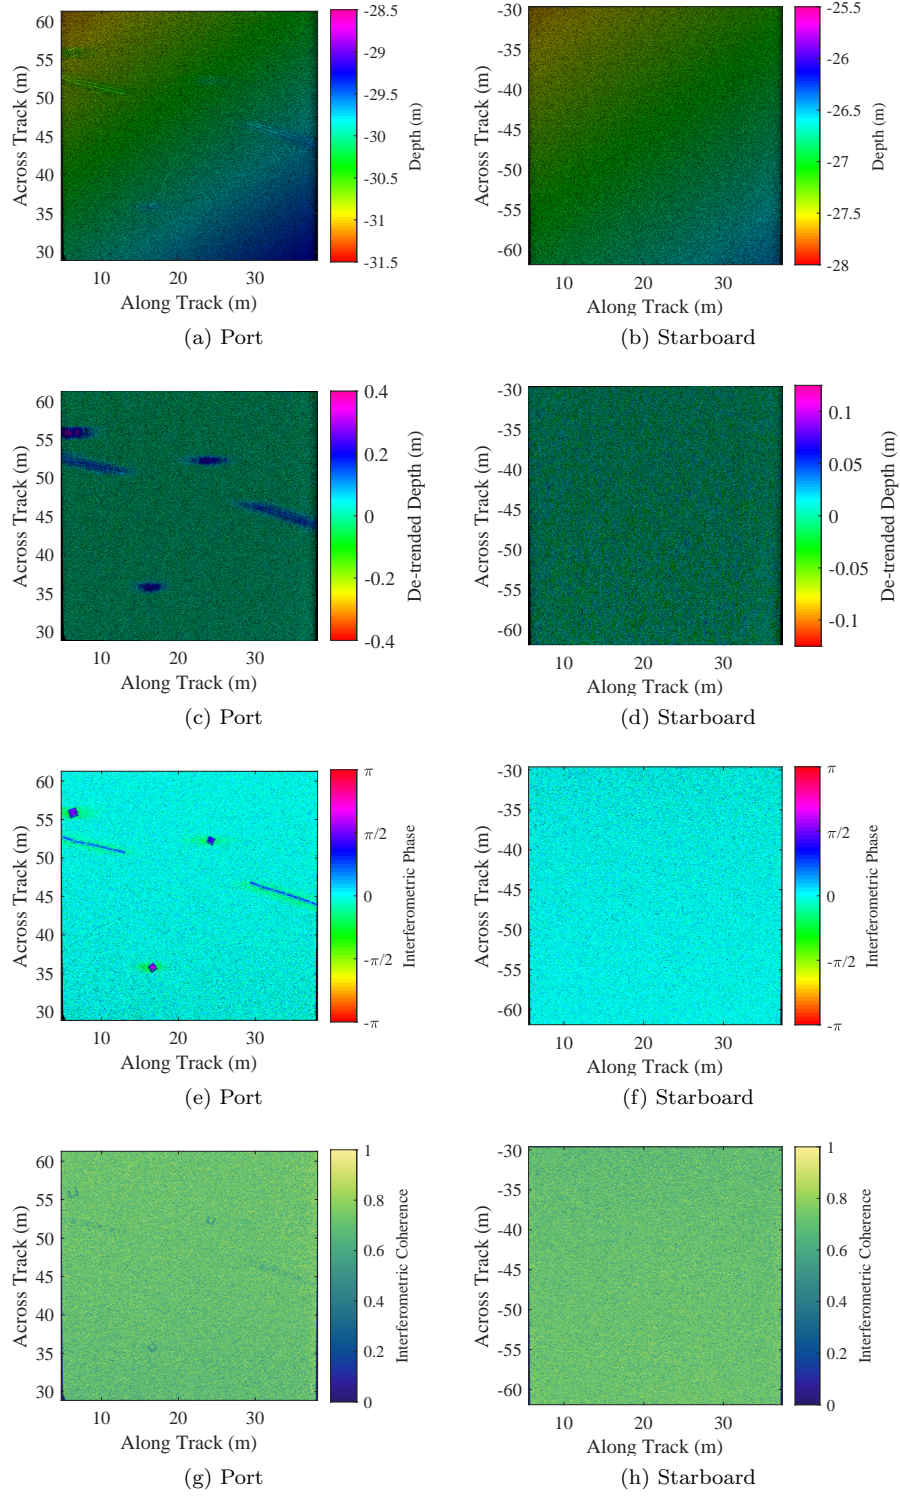 60
55
50
45
40
35
30
Across Track (m)
10
20
30
Along Track (m)
-28.5
-29
-29.5
-30
-30.5
-31
-31.5
Depth (m)
(a) Port
-30
-35
-40
-45
-50
-55
-60
Across Track (m)
10
20
30
Along Track (m)
-25.5
-26
-26.5
-27
-27.5
-28
Depth (m)
(b) Starboard
60
55
50
45
40
35
30
Across Track (m)
10
20
30
Along Track (m)
0.4
0.2
0
-0.2
-0.4
De-trended Depth (m)
(c) Port
-30
-35
-40
-45
-50
-55
-60
Across Track (m)
10
20
30
Along Track (m)
0.1
0.05
0
-0.05
-0.1
De-trended Depth (m)
(d) Starboard
60
55
50
45
40
35
30
Across Track (m)
10
20
30
Along Track (m)
π
π/2
0
-π/2
-π
Interferometric Phase
(e) Port
-30
-35
-40
-45
-50
-55
-60
Across Track (m)
10
20
30
Along Track (m)
π
π/2
0
-π/2
-π
Interferometric Phase
(f) Starboard
60
55
50
45
40
35
30
Across Track (m)
10
20
30
Along Track (m)
1
0.8
0.6
0.4
0.2
0
Interferometric Coherence
(g) Port
-30
-35
-40
-45
-50
-55
-60
Across Track (m)
10
20
30
Along Track (m)
1
0.8
0.6
0.4
0.2
0
Interferometric Coherence
(h) Starboard